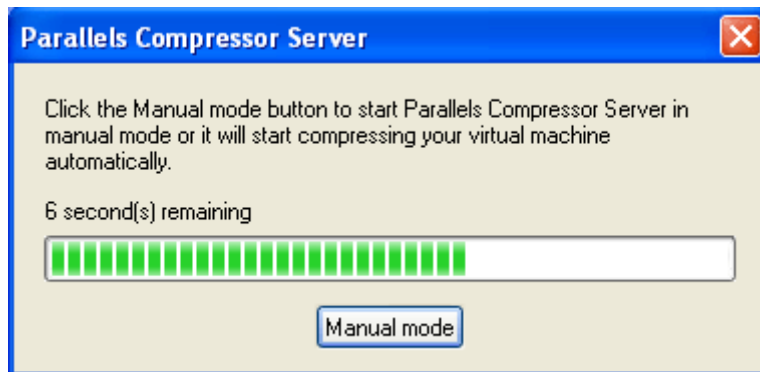 Parallels Compressor Server
Click the Manual mode button to start Parallels Compressor Server in
manual mode or it will start compressing your virtual machine
automatically.
6 second(s) remaining
Manual mode